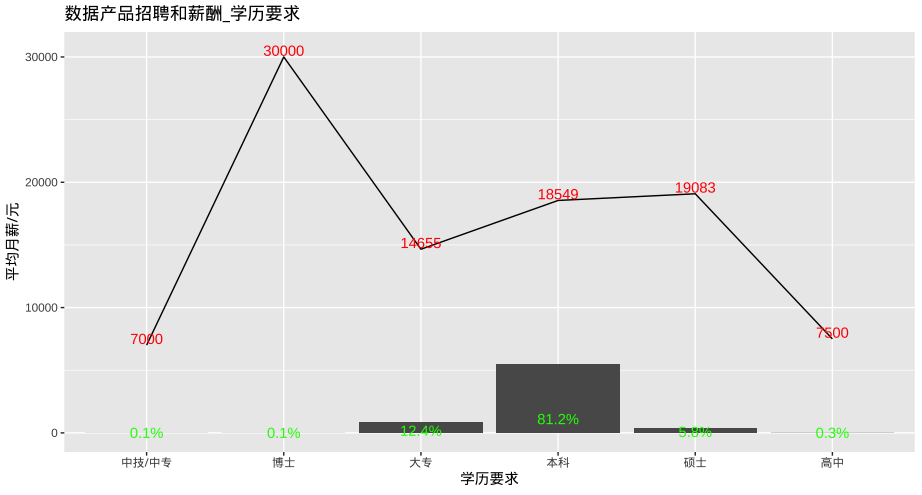 数据产品招聘和薪酬_学历要求
平均月薪/元
30000
20000
10000
0
7000
30000
14655
18549
19083
7500
0.1%
0.1%
12.4%
81.2%
5.8%
0.3%
中技/中专
博士
大专
本科
硕士
高中
学历要求